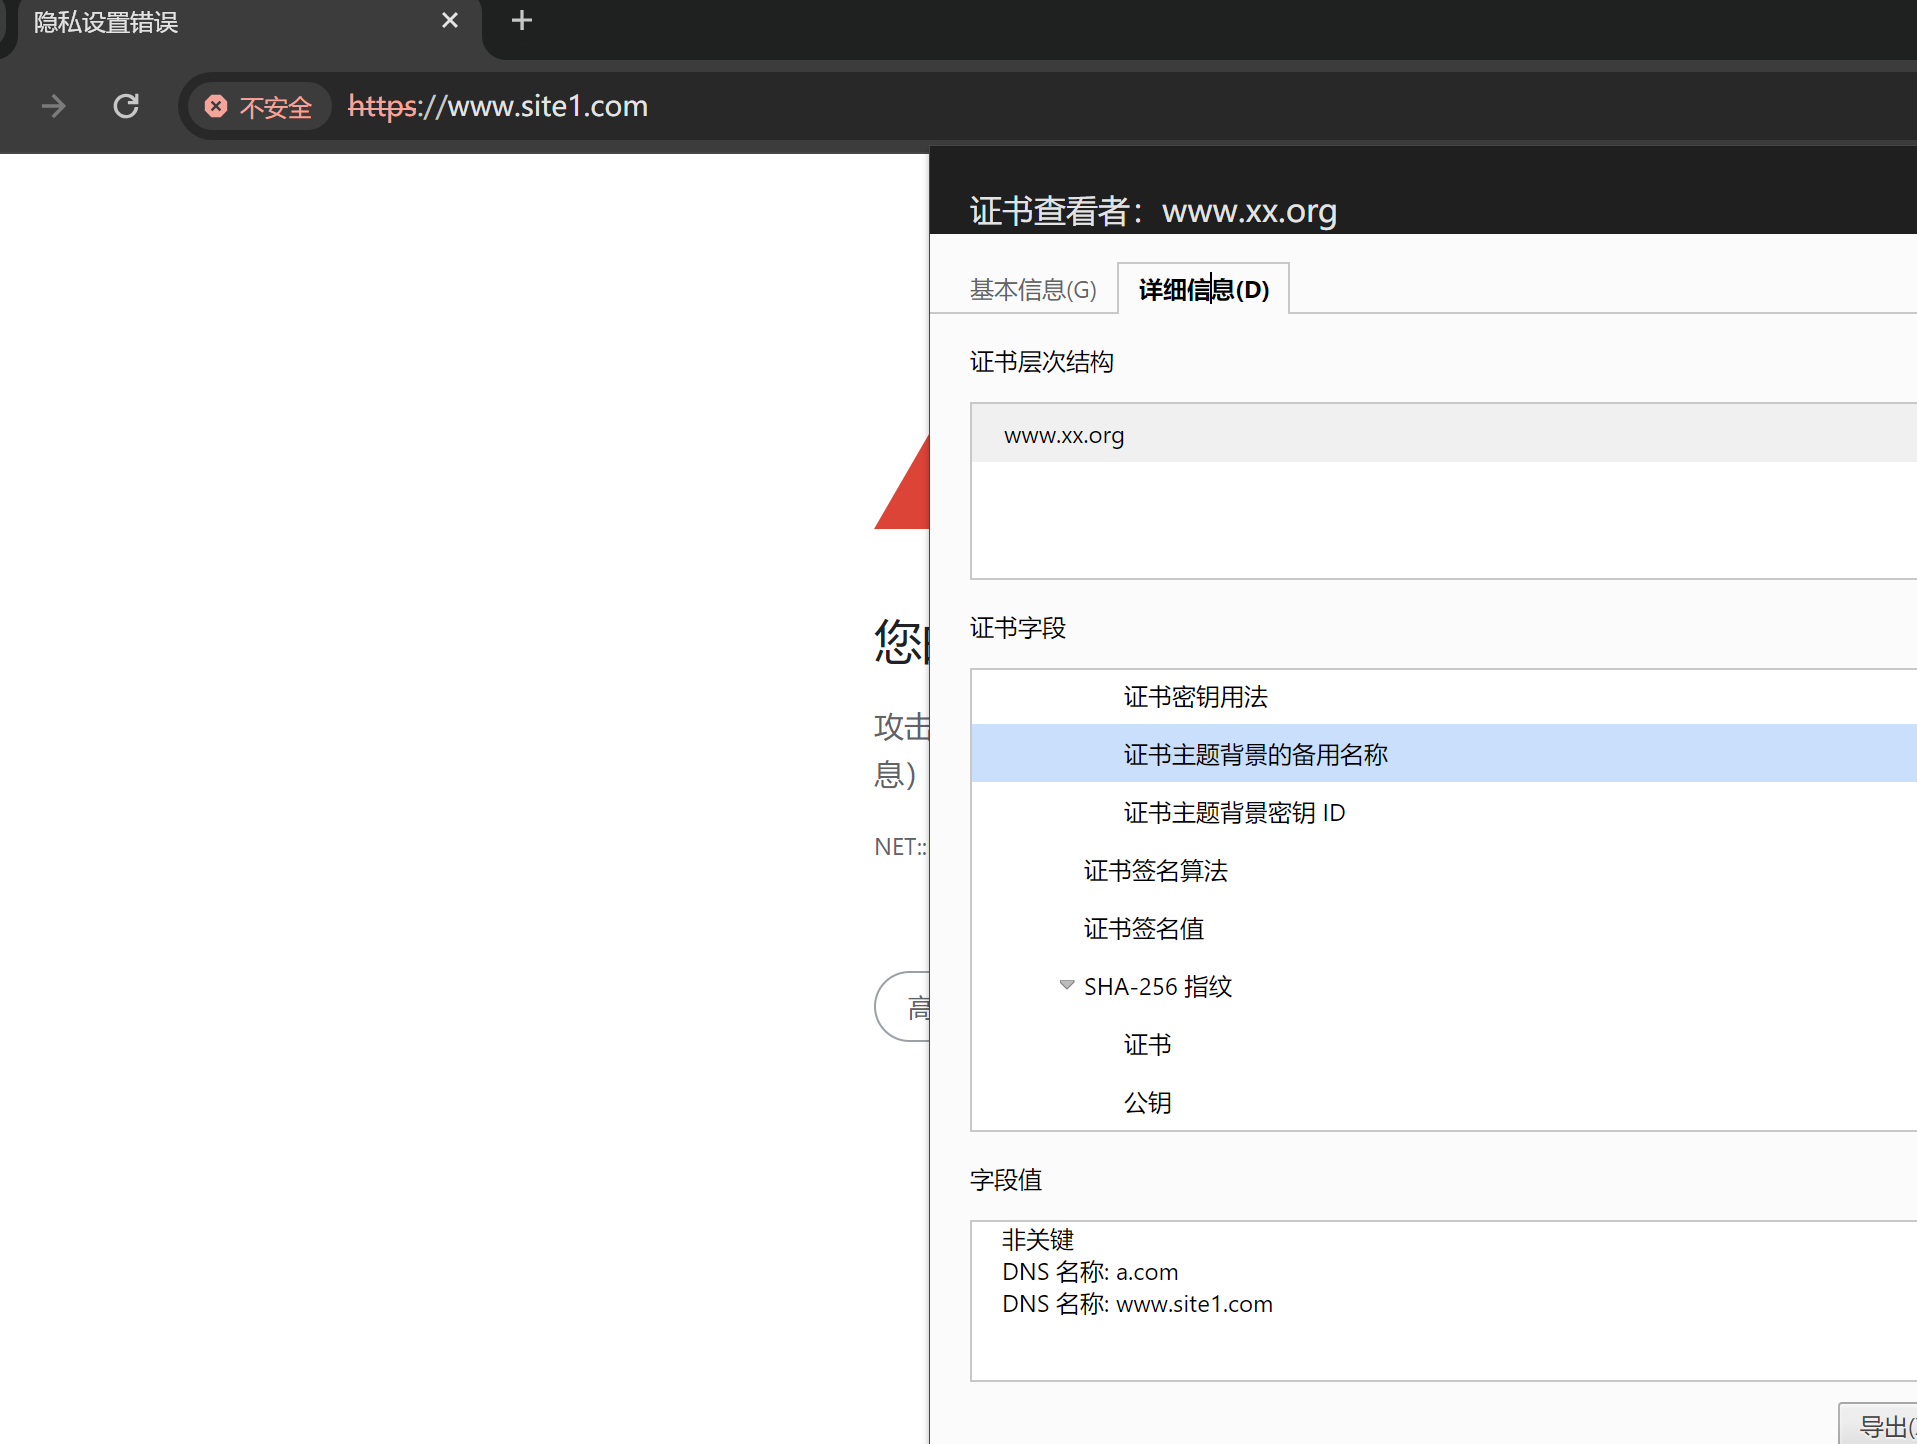 隐私设置错误
不安全 https://www.site1.com
证书查看者：www.xx.org
基本信息(G) 详细信息(D)
证书层次结构
www.xx.org
您
证书字段
证书密钥用法
攻击
证书主题背景的备用名称
息）
证书主题背景密钥 ID
NET::
证书签名算法
证书签名值
SHA-256 指纹
高
证书
公钥
字段值
非关键
DNS 名称: a.com
DNS 名称: www.site1.com
导出(